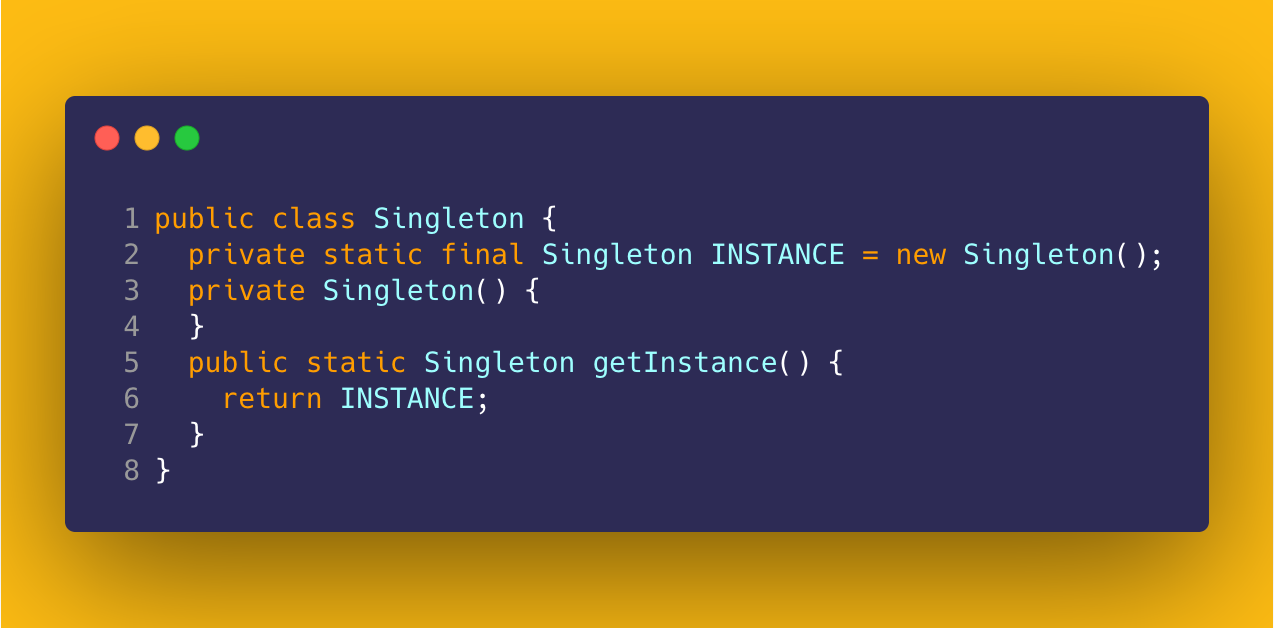 1 public class Singleton {
2   private static final Singleton INSTANCE = new Singleton();
3   private Singleton() {
4   }
5   public static Singleton getInstance() {
6     return INSTANCE;
7   }
8 }